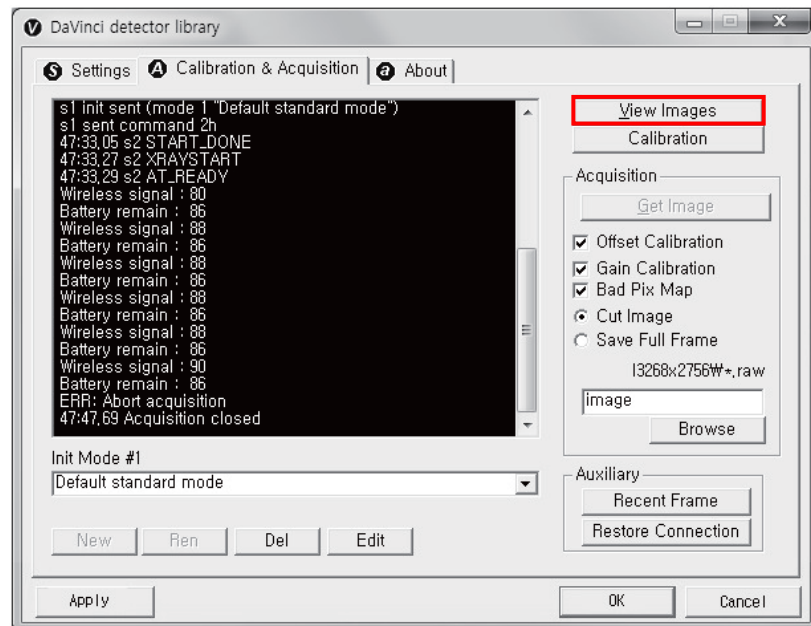 DaVinci detector library
Settings
Calibration & Acquisition
About
s1 init sent (mode 1 "Default standard mode")
s1 sent command 2h
47:33,05 s2 START_DONE
47:33,27 s2 XRAYSTART
47:33,29 s2 AT_READY
Wireless signal : 80
Battery remain : 86
Wireless signal : 88
Battery remain : 86
Wireless signal : 88
Battery remain : 86
Wireless signal : 88
Battery remain : 86
Wireless signal : 88
Battery remain : 86
Wireless signal : 90
Battery remain : 86
ERR: Abort acquisition
47:47,69 Acquisition closed
Init Mode #1
Default standard mode
New
Ren
Del
Edit
View Images
Calibration
Acquisition
Get Image
Offset Calibration
Gain Calibration
Bad Pix Map
Cut Image
Save Full Frame
I3268x2756₩*,raw
image
Browse
Auxiliary
Recent Frame
Restore Connection
Apply
OK
Cancel